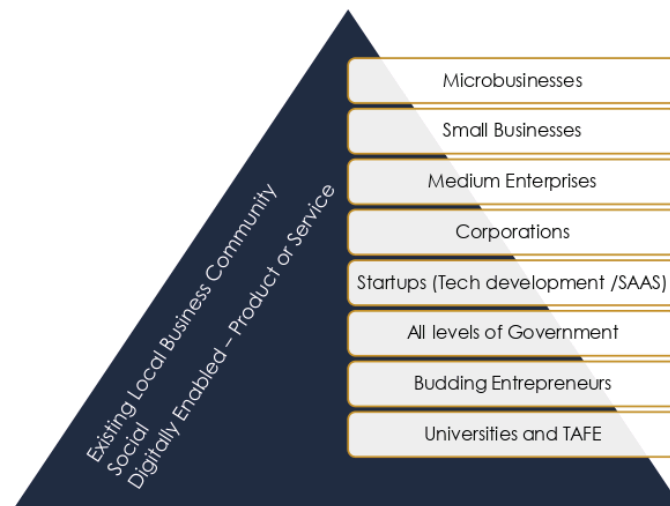 Microbusinesses
Small Businesses
Medium Enterprises
Corporations
Startups (Tech development /SAAS)
All levels of Government
Budding Entrepreneurs
Universities and TAFE
Existing Local Business Community
Social
Digitally Enabled – Product or Service